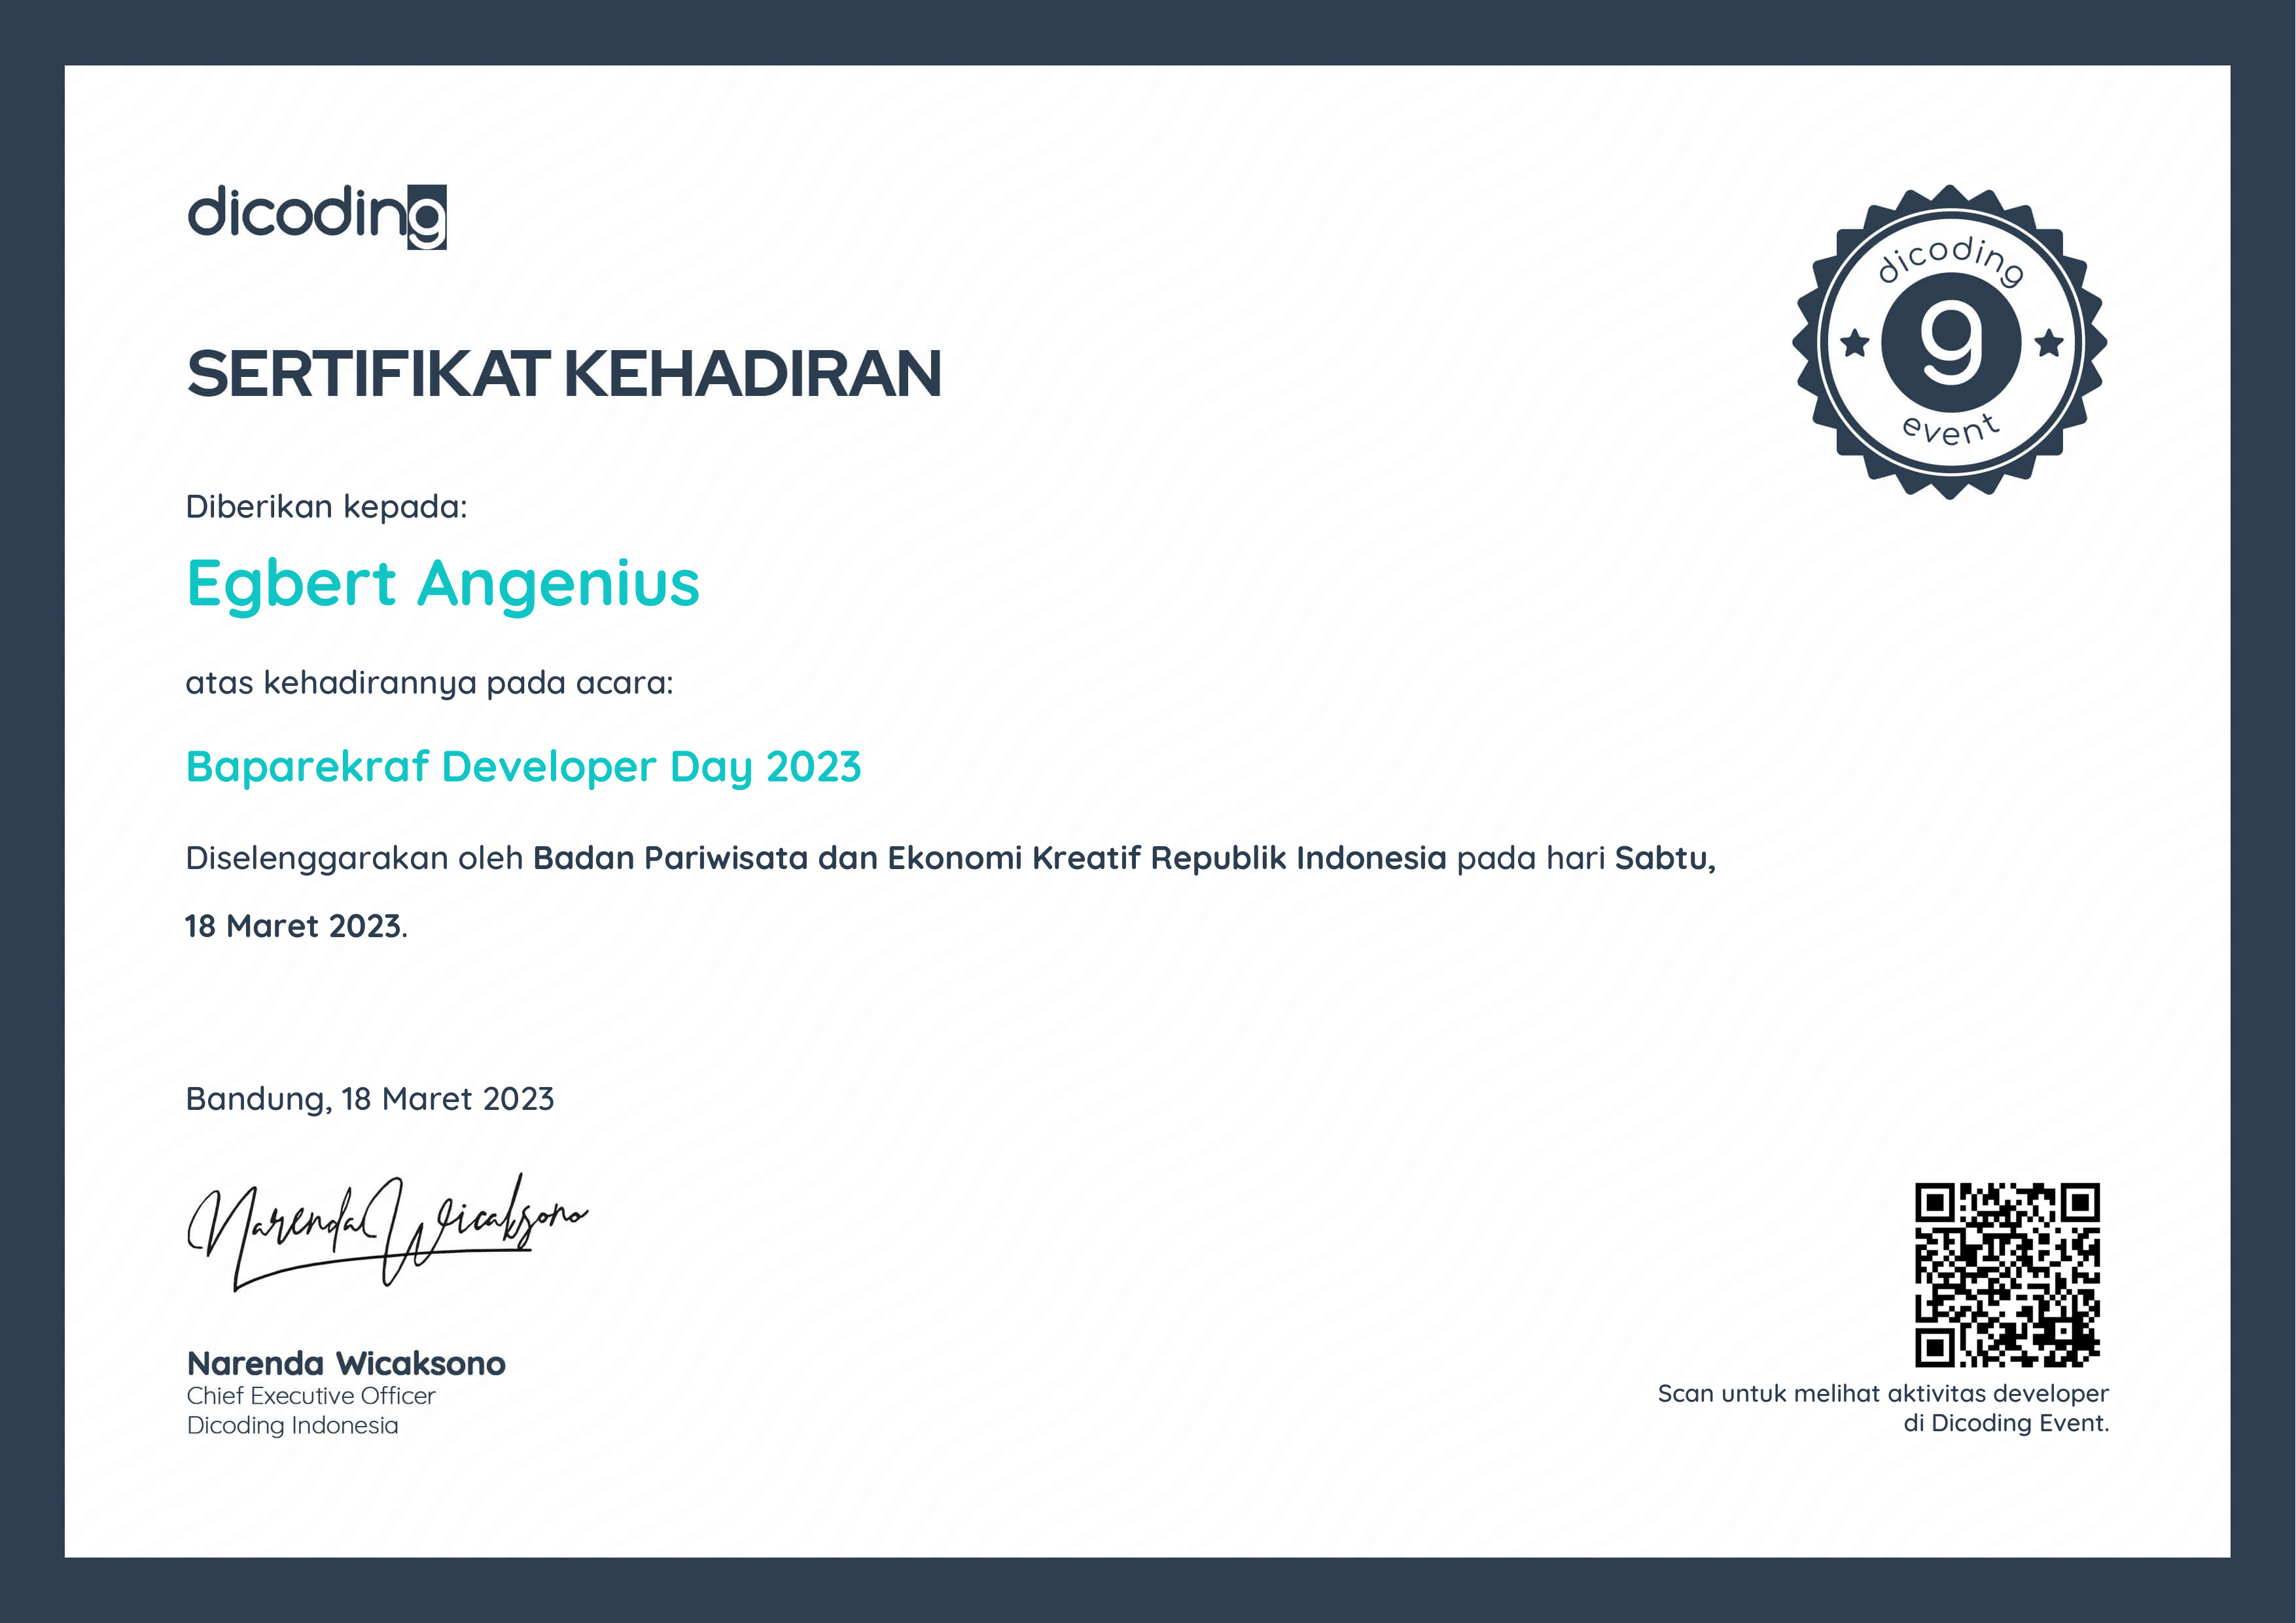 dicoding
SERTIFIKAT KEHADIRAN
dicoding
g
event
Diberikan kepada:
Egbert Angenius
atas kehadirannya pada acara:
Baparekraf Developer Day 2023
Diselenggarakan oleh Badan Pariwisata dan Ekonomi Kreatif Republik Indonesia pada hari Sabtu,
18 Maret 2023.
Bandung, 18 Maret 2023
Narenda Wicaksono
Narenda Wicaksono
Chief Executive Officer
Dicoding Indonesia
Scan untuk melihat aktivitas developer
di Dicoding Event.